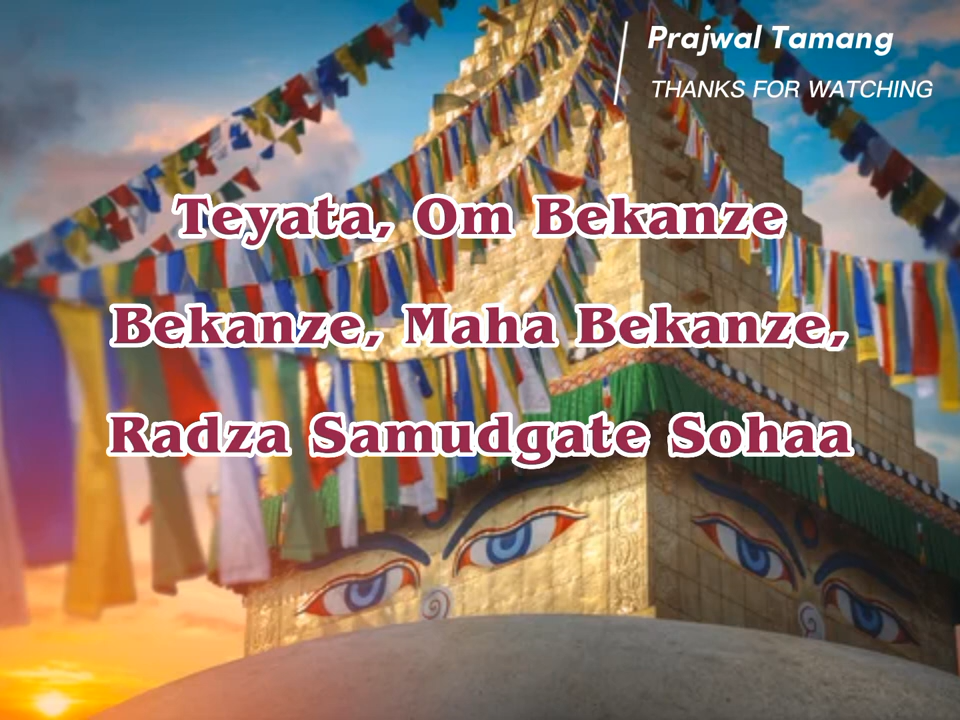 Prajwal Tamang
THANKS FOR WATCHING
Teyata, Om Bekanze
Bekanze, Maha Bekanze,
Radza Samudgate Sohaa